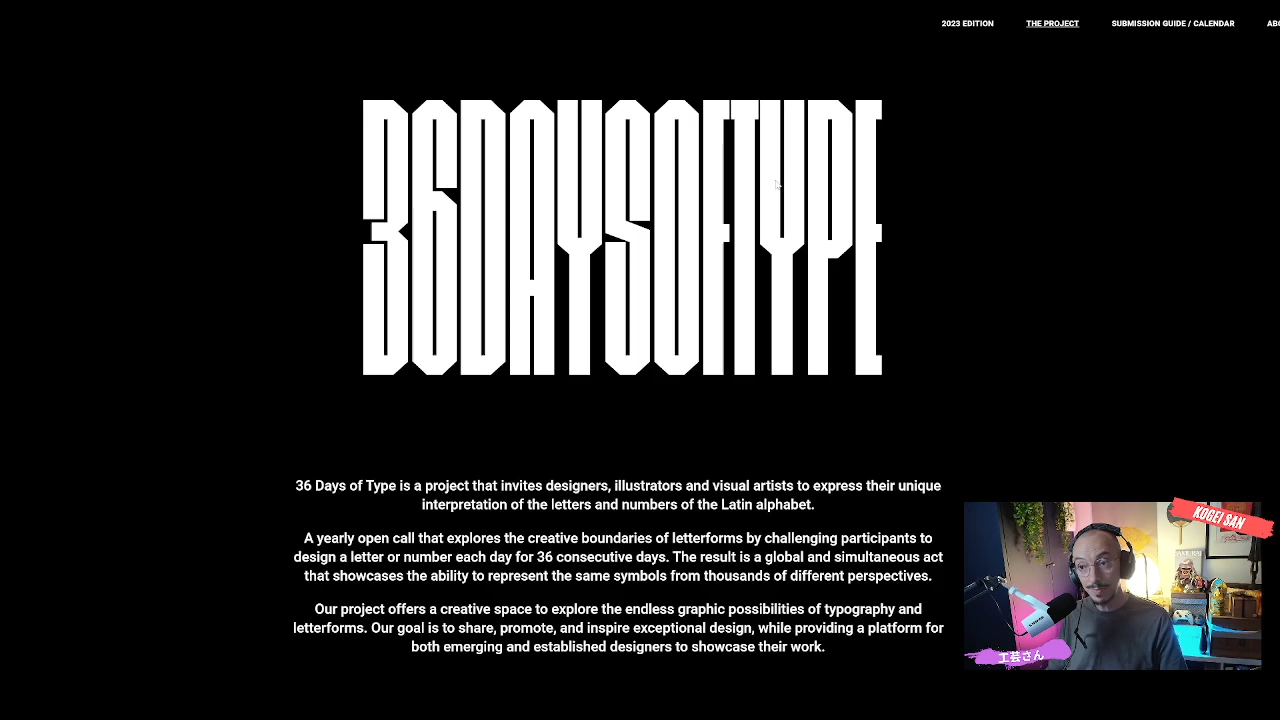 2023 EDITION THE PROJECT SUBMISSION GUIDE / CALENDAR
36DAYSOFTYPE
36 Days of Type is a project that invites designers, illustrators and visual artists to express their unique
interpretation of the letters and numbers of the Latin alphabet.
A yearly open call that explores the creative boundaries of letterforms by challenging participants to
design a letter or number each day for 36 consecutive days. The result is a global and simultaneous act
that showcases the ability to represent the same symbols from thousands of different perspectives.
Our project offers a creative space to explore the endless graphic possibilities of typography and
letterforms. Our goal is to share, promote, and inspire exceptional design, while providing a platform for
both emerging and established designers to showcase their work.
KOGEI SAN
工芸さん